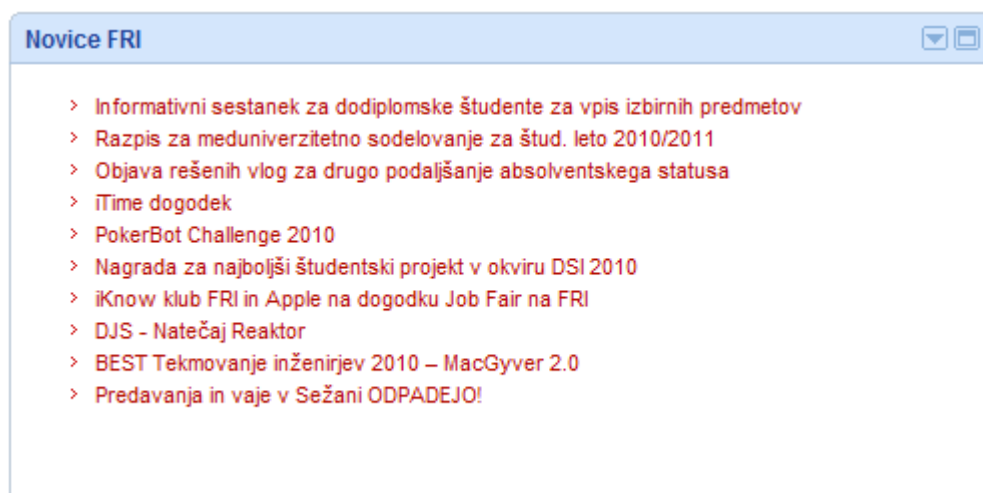 Novice FRI
Informativni sestanek za dodiplomske študente za vpis izbirnih predmetov
Razpis za meduniverzitetno sodelovanje za štud. leto 2010/2011
Objava rešenih vlog za drugo podaljšanje absolventskega statusa
iTime dogodek
PokerBot Challenge 2010
Nagrada za najboljši študentski projekt v okviru DSI 2010
iKnow klub FRI in Apple na dogodku Job Fair na FRI
DJS - Natečaj Reaktor
BEST Tekmovanje inženirjev 2010 – MacGyver 2.0
Predavanja in vaje v Sežani ODPADEJO!